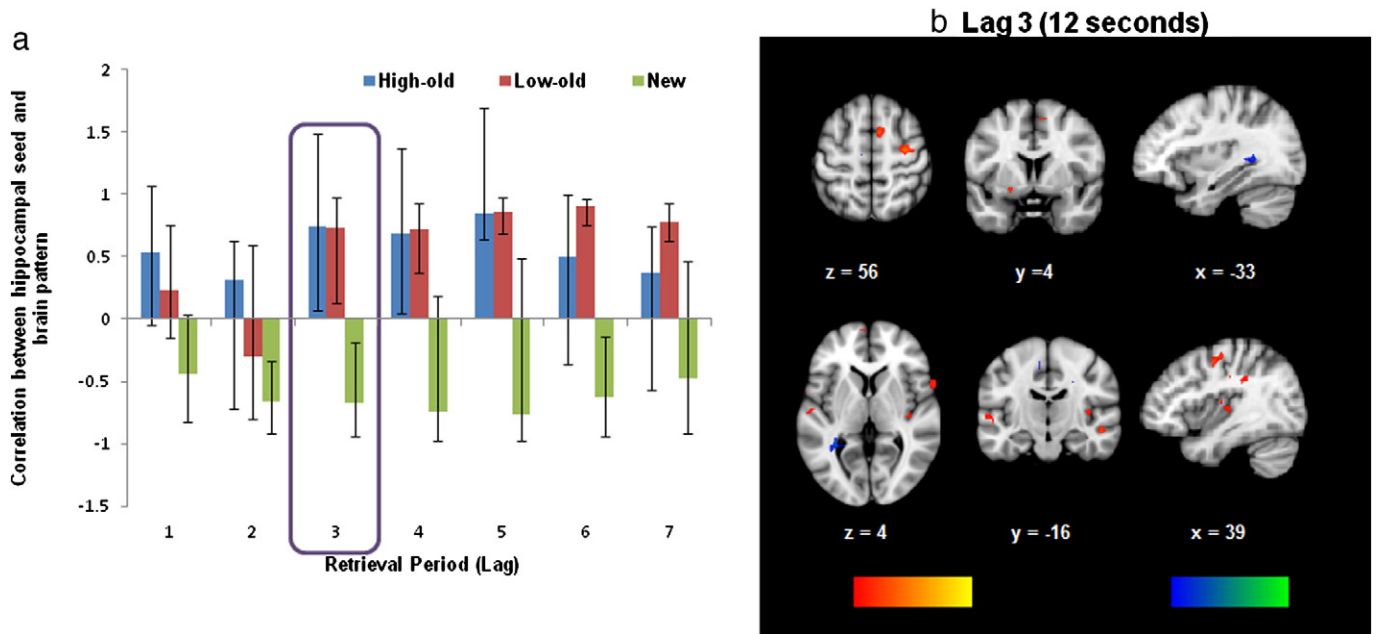 a
Correlation between hippocampal seed and
brain pattern
2
1.5
1
0.5
0
-0.5
-1
-1.5
High-old Low-old New
1 2 3 4 5 6 7
Retrieval Period (Lag)
b Lag 3 (12 seconds)
z = 56 y =4 x = -33
z = 4 y = -16 x = 39